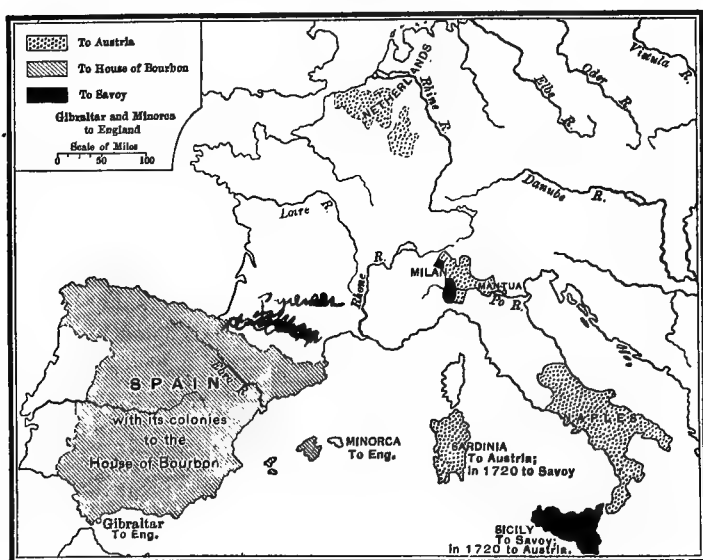 To Austria
To House of Bourbon
To Savoy
Gibraltar and Minorca
to England
Scale of Miles
0 50 100
NETHERLANDS
Rhine R.
Elbe R.
Oder R.
Vistula R.
Loire R.
Danube R.
Rhone R.
MILAN
MANTUA
Po R.
Pyrenees
Ebro R.
SPAIN
with its colonies
to the
House of Bourbon
MINORCA
To Eng.
SARDINIA
To Austria;
in 1720 to Savoy
NAPLES
Gibraltar
To Eng.
SICILY
To Savoy;
in 1720 to Austria.